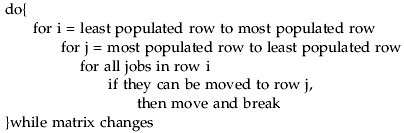 do{
for i = least populated row to most populated row
for j = most populated row to least populated row
for all jobs in row i
if they can be moved to row j,
then move and break
}while matrix changes